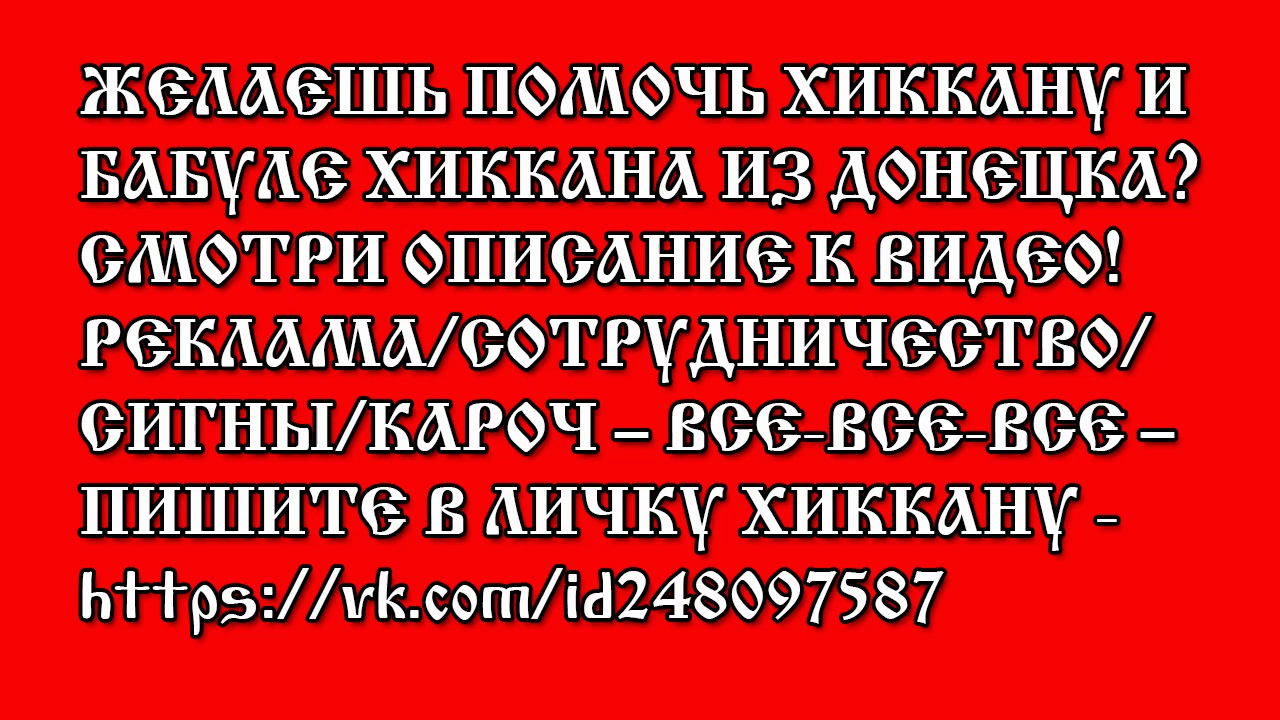 ЖЕЛАЕШЬ ПОМОЧЬ ХИККАНУ И
БАБУЛЕ ХИККАНА ИЗ ДОНЕЦКА?
СМОТРИ ОПИСАНИЕ К ВИДЕО!
РЕКЛАМА/СОТРУДНИЧЕСТВО/
СИГНЫ/КАРОЧ – ВСЕ-ВСЕ-ВСЕ –
ПИШИТЕ В ЛИЧКУ ХИККАНУ -
https://vk.com/id248097587